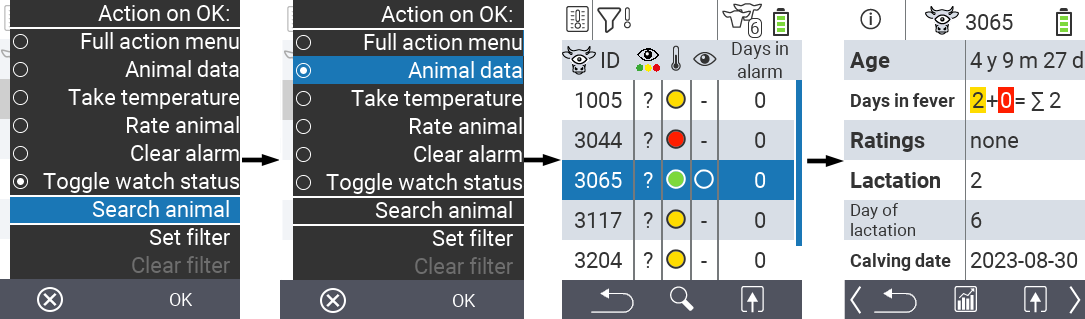 Action on OK:
Full action menu
Animal data
Take temperature
Rate animal
Clear alarm
Toggle watch status
Search animal
Set filter
Clear filter
OK
Action on OK:
Full action menu
Animal data
Take temperature
Rate animal
Clear alarm
Toggle watch status
Search animal
Set filter
Clear filter
OK
6
ID Days in
alarm
1005 ? - 0
3044 ? - 0
3065 ? 0
3117 ? - 0
3204 ? - 0
3065
Age 4 y 9 m 27 d
Days in fever 2+0= ∑ 2
Ratings none
Lactation 2
Day of
lactation 6
Calving date 2023-08-30